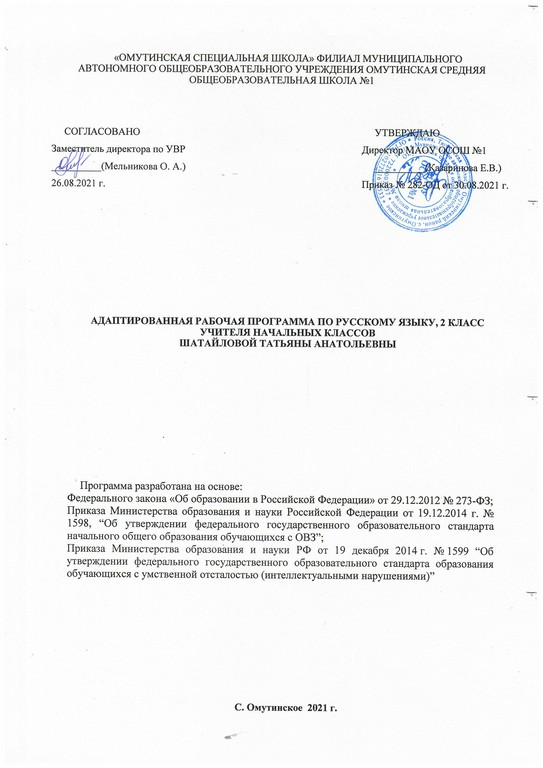 «ОМУТИНСКАЯ СПЕЦИАЛЬНАЯ ШКОЛА» ФИЛИАЛ МУНИЦИПАЛЬНОГО
АВТОНОМНОГО ОБЩЕОБРАЗОВАТЕЛЬНОГО УЧРЕЖДЕНИЯ ОМУТИНСКАЯ СРЕДНЯЯ
ОБЩЕОБРАЗОВАТЕЛЬНАЯ ШКОЛА №1
СОГЛАСОВАНО
Заместитель директора по УВР
(Мельникова О. А.)
26.08.2021 г.
УТВЕРЖДАЮ
Директор МАОУ ОСОШ №1
(Казаринова Е.В.)
Приказ № 282-ОД от 30.08.2021 г.
АДАПТИРОВАННАЯ РАБОЧАЯ ПРОГРАММА ПО РУССКОМУ ЯЗЫКУ, 2 КЛАСС
УЧИТЕЛЯ НАЧАЛЬНЫХ КЛАССОВ
ШАТАЙЛОВОЙ ТАТЬЯНЫ АНАТОЛЬЕВНЫ
Программа разработана на основе:
Федерального закона «Об образовании в Российской Федерации» от 29.12.2012 № 273-ФЗ;
Приказа Министерства образования и науки Российской Федерации от 19.12.2014 г. №
1598, “Об утверждении федерального государственного образовательного стандарта
начального общего образования обучающихся с ОВЗ”;
Приказа Министерства образования и науки РФ от 19 декабря 2014 г. № 1599 “Об
утверждении федерального государственного образовательного стандарта образования
обучающихся с умственной отсталостью (интеллектуальными нарушениями)”
С. Омутинское 2021 г.